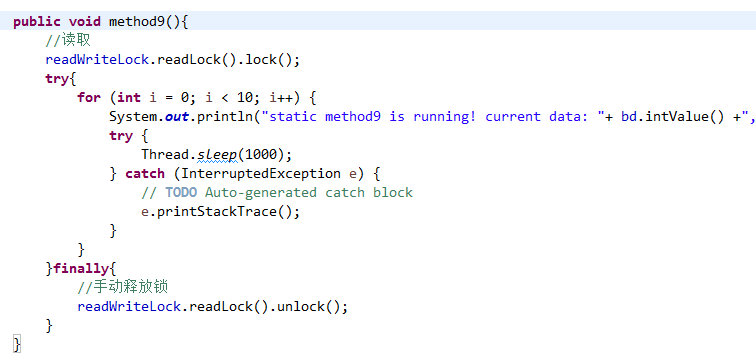 public void method9(){
//读取
readWriteLock.readLock().lock();
try{
for (int i = 0; i < 10; i++) {
System.out.println("static method9 is running! current data: "+ bd.intValue() +",
try {
Thread.sleep(1000);
} catch (InterruptedException e) {
// TODO Auto-generated catch block
e.printStackTrace();
}
}
}finally{
//手动释放锁
readWriteLock.readLock().unlock();
}
}